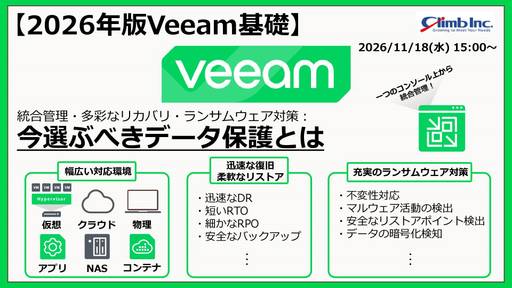 【2026年版Veeam基礎】
Climb Inc.
Growing to Meet Your Needs
2026/11/18(水) 15:00～
veeam
一つのコンソール上から
統合管理！
統合管理・多彩なリカバリ・ランサムウェア対策：
今選ぶべきデータ保護とは
幅広い対応環境
VM VM VM VM
Hypervisor
仮想
クラウド
物理
アプリ
NAS
コンテナ
迅速な復旧
柔軟なリストア
・迅速なDR
・短いRTO
・細かなRPO
・安全なバックアップ
⋮
充実のランサムウェア対策
・不変性対応
・マルウェア活動の検出
・安全なリストアポイント検出
・データの暗号化検知
⋮